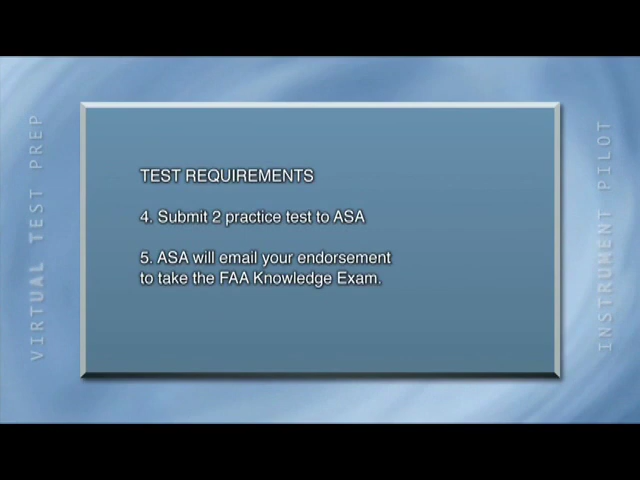 VIRTUAL TEST PREP
TEST REQUIREMENTS
4. Submit 2 practice test to ASA
5. ASA will email your endorsement
to take the FAA Knowledge Exam.
INSTRUMENT PILOT